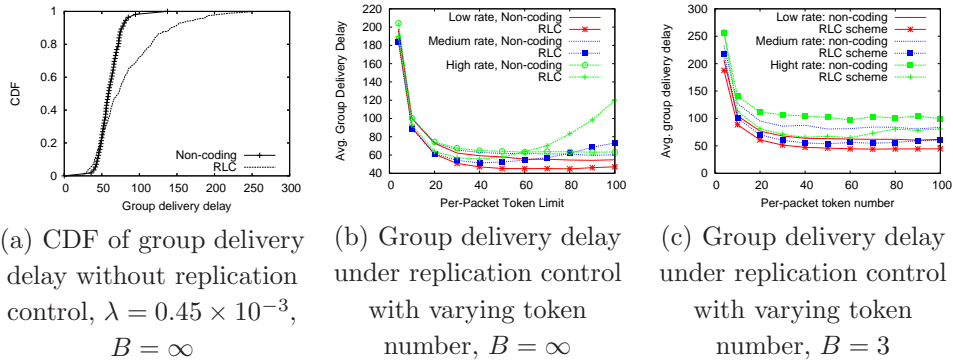 CDF
1
0.8
0.6
0.4
0.2
0
0 50 100 150 200 250 300
Non-coding
RLC
Group delivery delay
Avg. Group Delivery Delay
220
200
180
160
140
120
100
80
60
40
0 20 40 60 80 100
Low rate, Non-coding
RLC
Medium rate, Non-coding
RLC
High rate, Non-coding
RLC
Per-Packet Token Limit
Avg. group delivery delay
300
250
200
150
100
50
0
0 20 40 60 80 100
Low rate: non-coding
RLC scheme
Medium rate: non-coding
RLC scheme
Hight rate: non-coding
RLC scheme
Per-packet token number
(a) CDF of group delivery
delay without replication
control, λ = 0.45 × 10⁻³,
B = ∞
(b) Group delivery delay
under replication control
with varying token
number, B = ∞
(c) Group delivery delay
under replication control
with varying token
number, B = 3